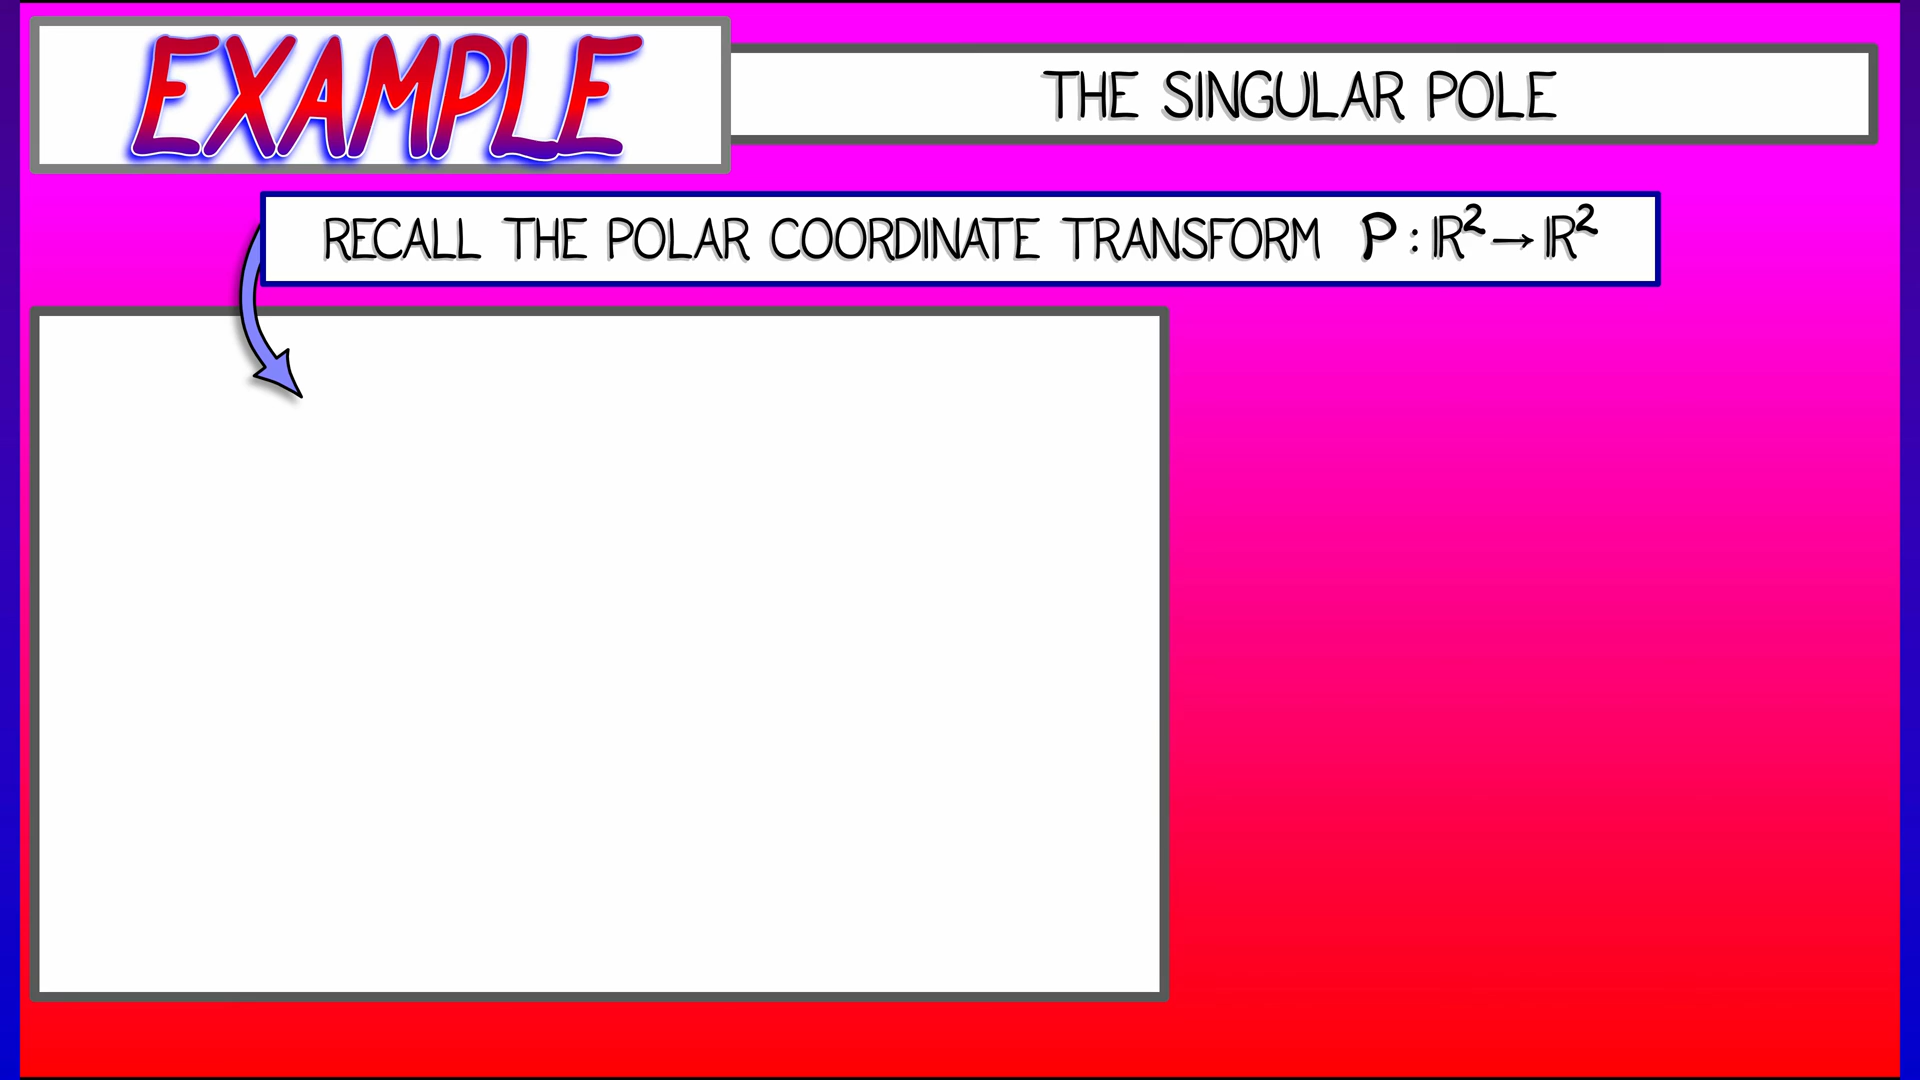 EXAMPLE
THE SINGULAR POLE
RECALL THE POLAR COORDINATE TRANSFORM P : ℝ² → ℝ²